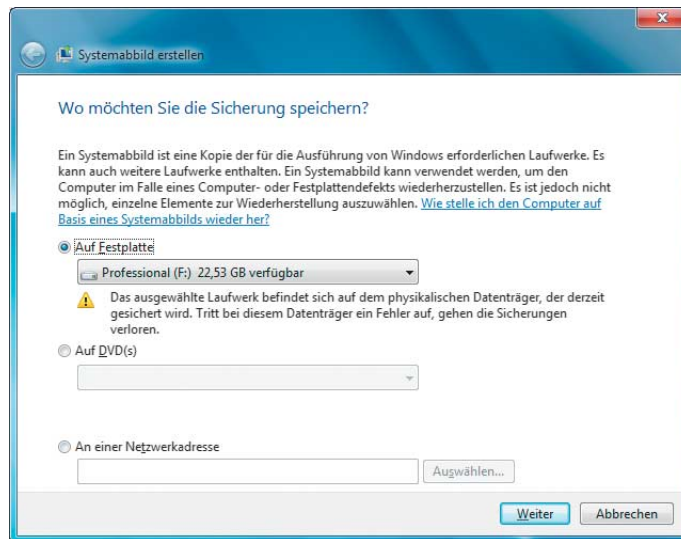 Systemabbild erstellen
Wo möchten Sie die Sicherung speichern?
Ein Systemabbild ist eine Kopie der für die Ausführung von Windows erforderlichen Laufwerke. Es
kann auch weitere Laufwerke enthalten. Ein Systemabbild kann verwendet werden, um den
Computer im Falle eines Computer- oder Festplattendefekts wiederherzustellen. Es ist jedoch nicht
möglich, einzelne Elemente zur Wiederherstellung auszuwählen. Wie stelle ich den Computer auf
Basis eines Systemabbilds wieder her?
Auf Festplatte
Professional (F:) 22,53 GB verfügbar
Das ausgewählte Laufwerk befindet sich auf dem physikalischen Datenträger, der derzeit
gesichert wird. Tritt bei diesem Datenträger ein Fehler auf, gehen die Sicherungen
verloren.
Auf DVD(s)
An einer Netzwerkadresse
Auswählen...
Weiter Abbrechen